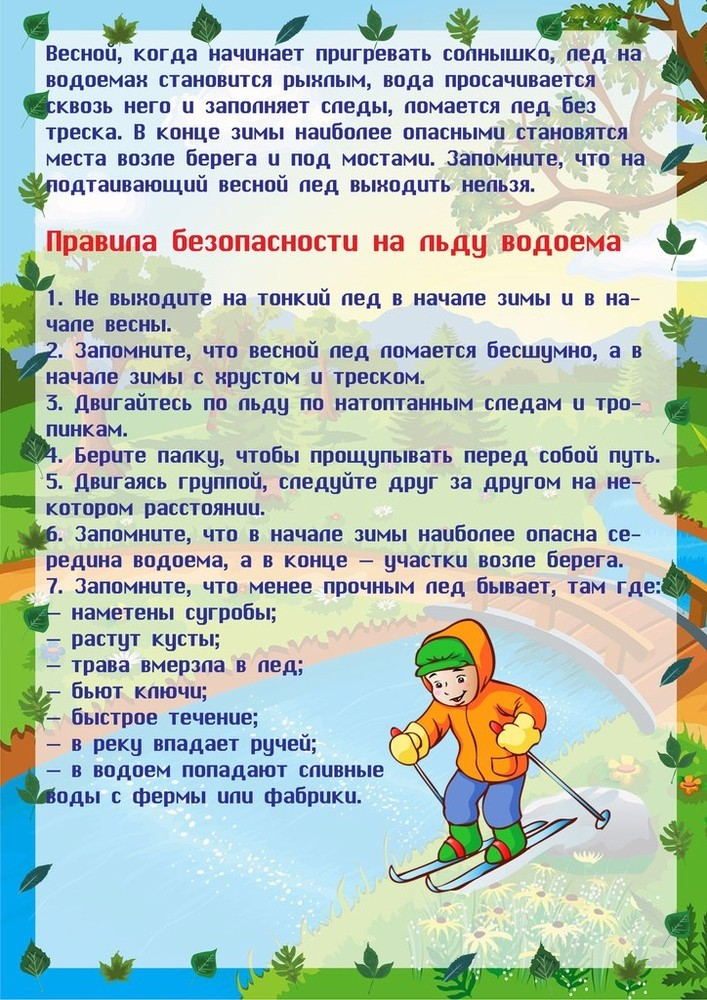 Весной, когда начинает пригревать солнышко, лед на
водоемах становится рыхлым, вода просачивается
сквозь него и заполняет следы, ломается лед без
треска. В конце зимы наиболее опасными становятся
места возле берега и под мостами. Запомните, что на
подтаивающий весной лед выходить нельзя.
Правила безопасности на льду водоема
1. Не выходите на тонкий лед в начале зимы и в на-
чале весны.
2. Запомните, что весной лед ломается бесшумно, а в
начале зимы с хрустом и треском.
3. Двигайтесь по льду по натоптанным следам и тро-
пинкам.
4. Берите палку, чтобы прощупывать перед собой путь.
5. Двигаясь группой, следуйте друг за другом на не-
котором расстоянии.
6. Запомните, что в начале зимы наиболее опасна се-
редина водоема, а в конце – участки возле берега.
7. Запомните, что менее прочным лед бывает, там где:
– наметены сугробы;
– растут кусты;
– трава вмерзла в лед;
– бьют ключи;
– быстрое течение;
– в реку впадает ручей;
– в водоем попадают сливные
воды с фермы или фабрики.